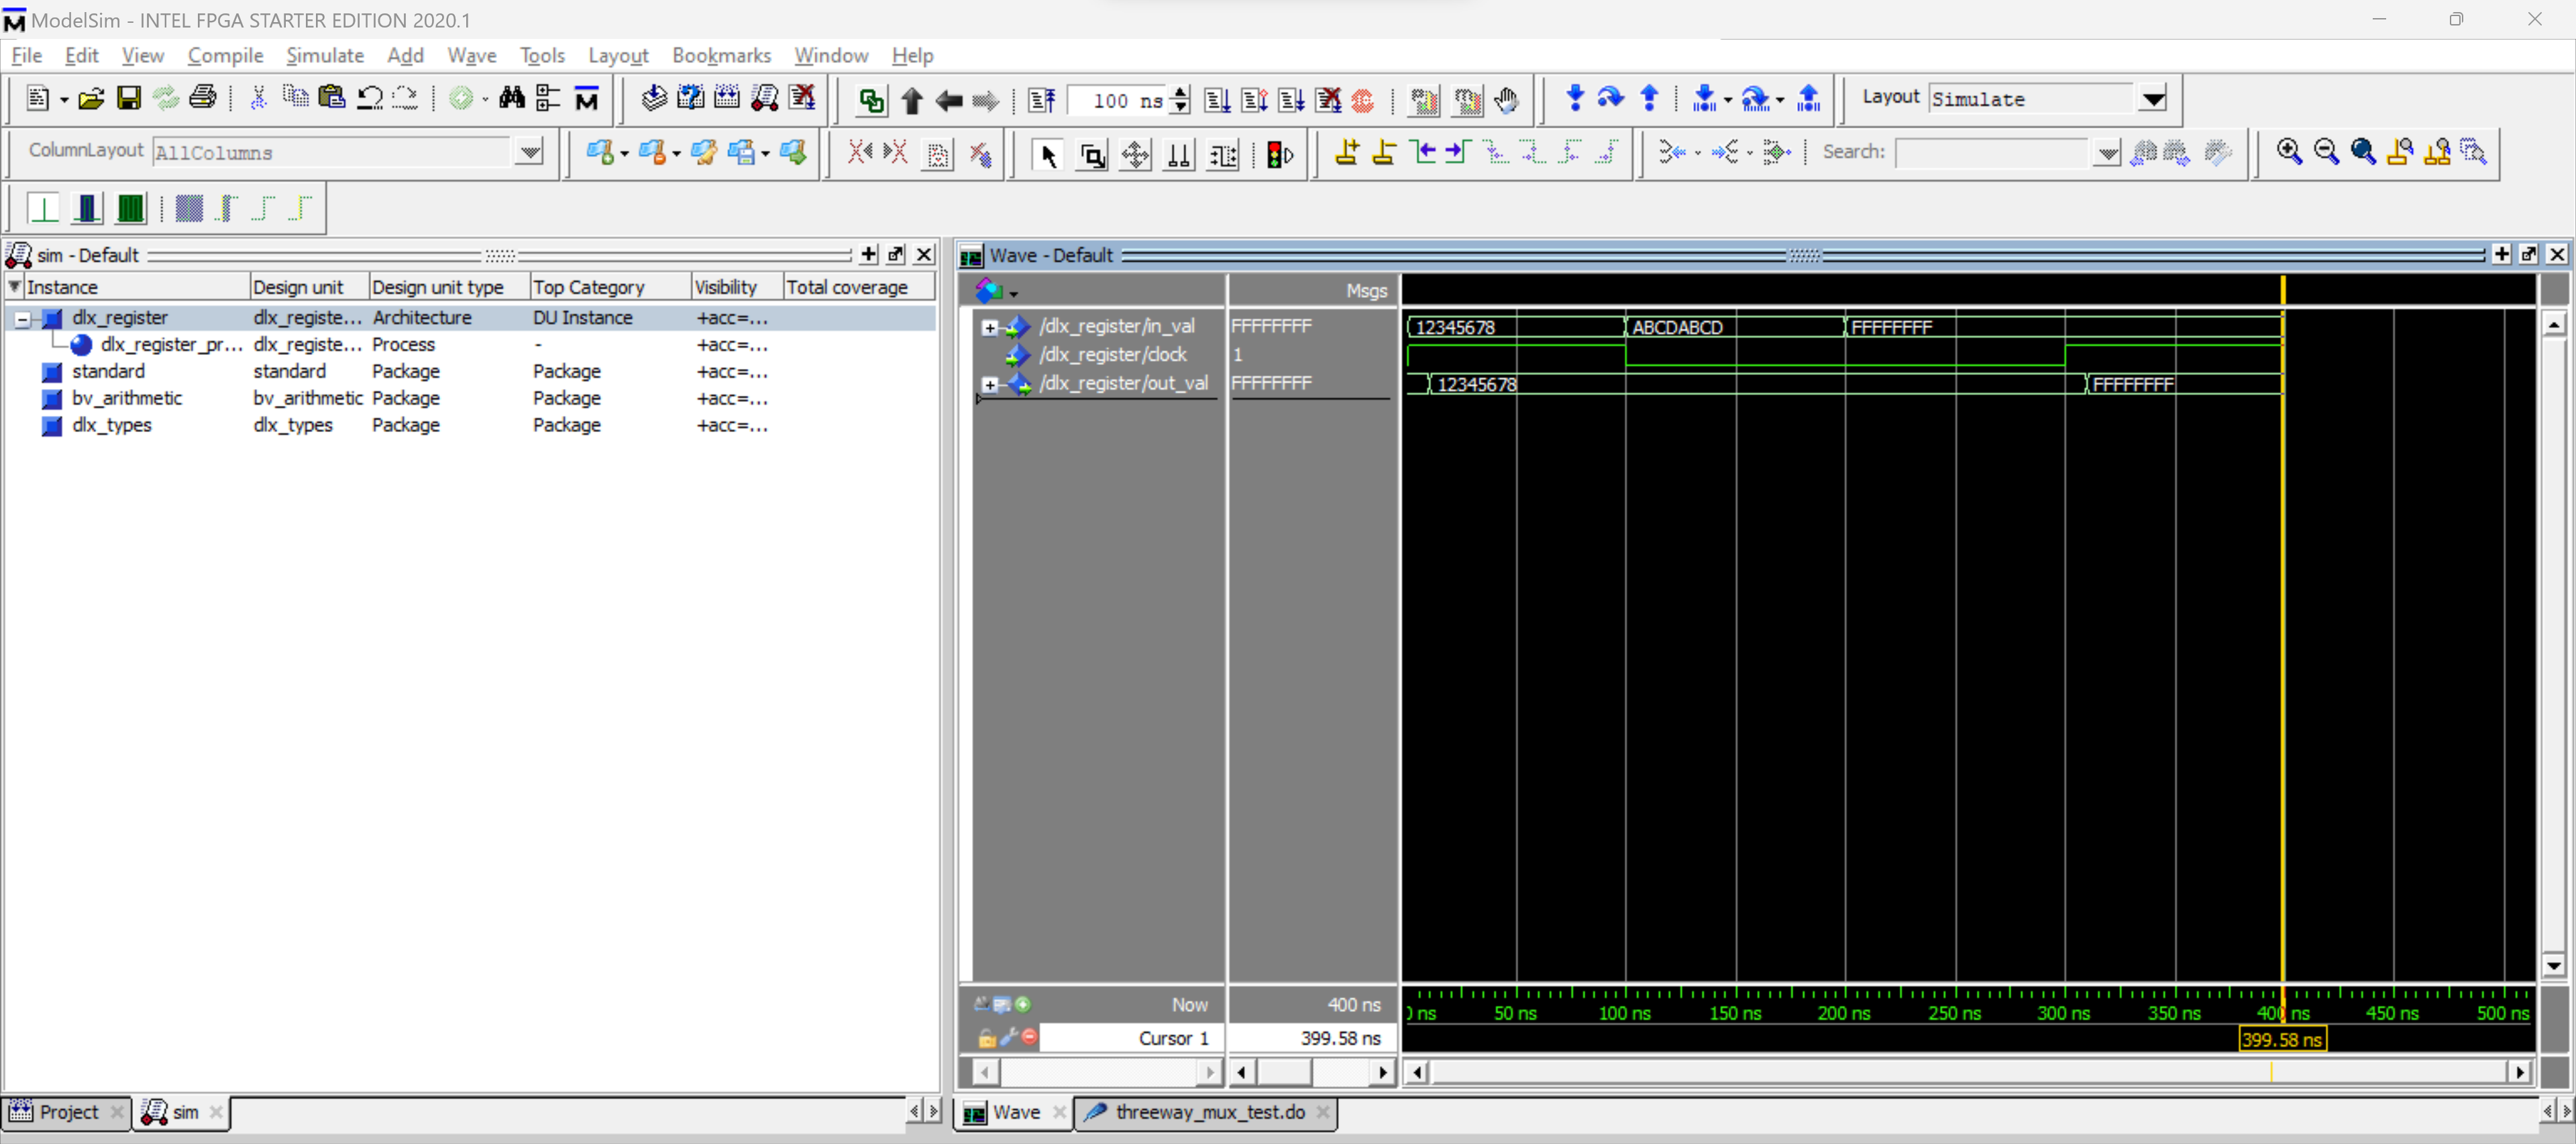 ModelSim - INTEL FPGA STARTER EDITION 2020.1
File Edit View Compile Simulate Add Wave Tools Layout Bookmarks Window Help
100 ns Layout Simulate
ColumnLayout AllColumns Search:
sim - Default
Instance Design unit Design unit type Top Category Visibility Total coverage
dlx_register dlx_registe... Architecture DU Instance +acc=...
dlx_register_pr... dlx_registe... Process - +acc=...
standard standard Package Package +acc=...
bv_arithmetic bv_arithmetic Package Package +acc=...
dlx_types dlx_types Package Package +acc=...
Wave - Default
Msgs
/dlx_register/in_val FFFFFFFF 12345678 ABCDABCD FFFFFFFF
/dlx_register/clock 1
/dlx_register/out_val FFFFFFFF 12345678 FFFFFFFF
Now 400 ns
ns 50 ns 100 ns 150 ns 200 ns 250 ns 300 ns 350 ns 400 ns 450 ns 500 ns
Cursor 1 399.58 ns 399.58 ns
Project sim
Wave threeway_mux_test.do